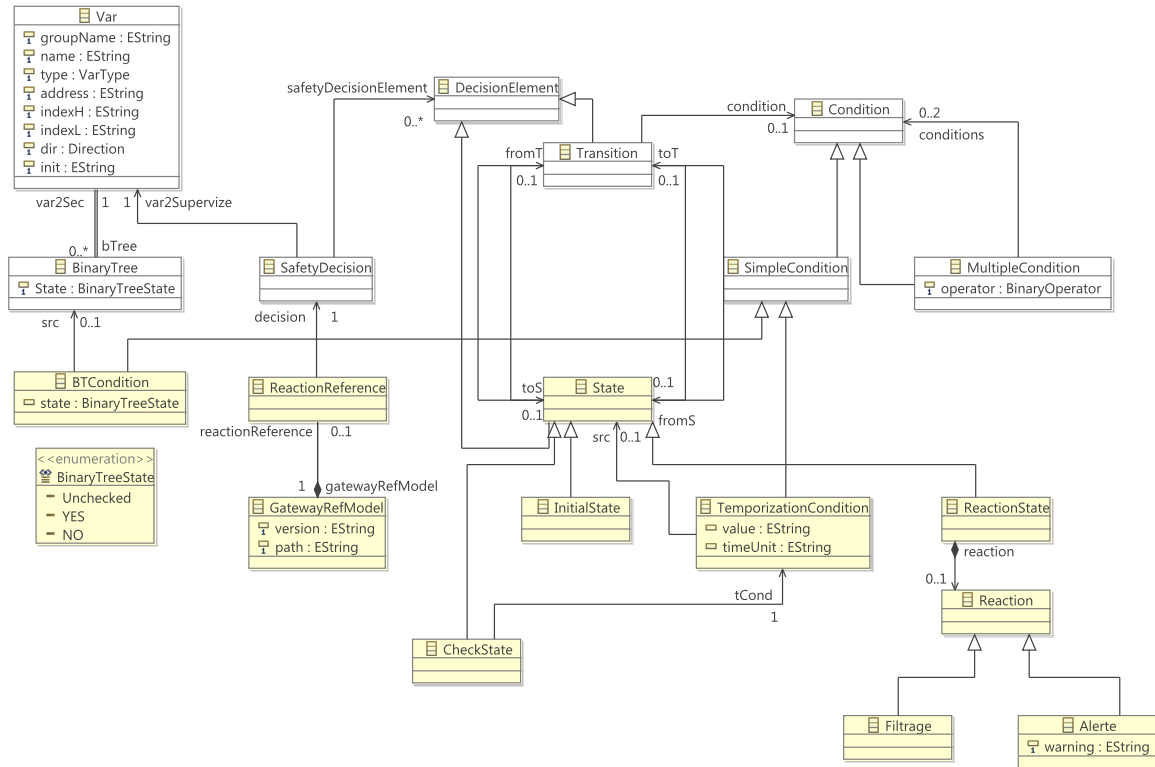 Var
groupName : EString
name : EString
type : VarType
address : EString
indexH : EString
indexL : EString
dir : Direction
init : EString
safetyDecisionElement
DecisionElement
0..*
condition
0..1
Condition
0..2
conditions
fromT
Transition
toT
0..1
0..1
var2Sec
1
1
var2Supervize
0..*
bTree
BinaryTree
State : BinaryTreeState
SafetyDecision
SimpleCondition
MultipleCondition
operator : BinaryOperator
src
0..1
decision
1
BTCondition
state : BinaryTreeState
ReactionReference
toS
State
0..1
0..1
fromS
reactionReference
0..1
src
0..1
<<enumeration>>
BinaryTreeState
Unchecked
YES
NO
1
gatewayRefModel
GatewayRefModel
version : EString
path : EString
InitialState
TemporizationCondition
value : EString
timeUnit : EString
ReactionState
reaction
0..1
tCond
1
Reaction
CheckState
Filtrage
Alerte
warning : EString